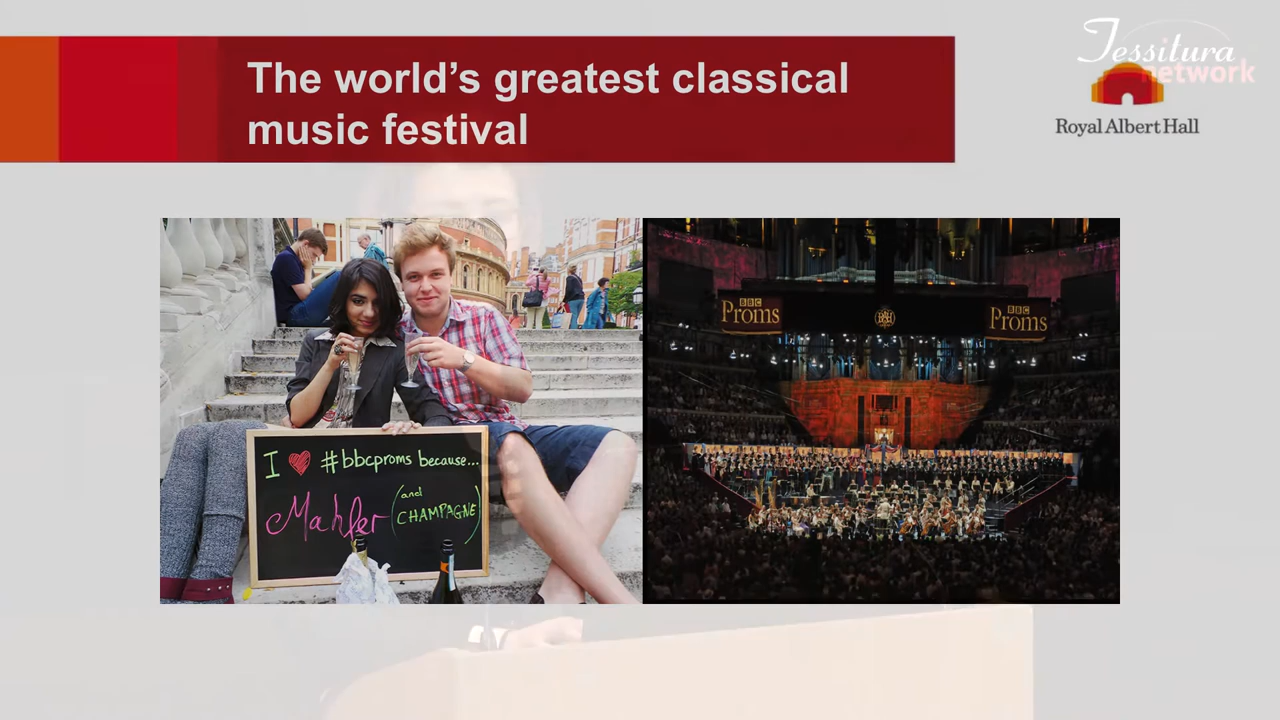 The world's greatest classical
music festival
Tessitura
network
Royal Albert Hall
I ♥ #bbcproms because...
Mahler (and CHAMPAGNE)
BBC
Proms
BBC
Proms